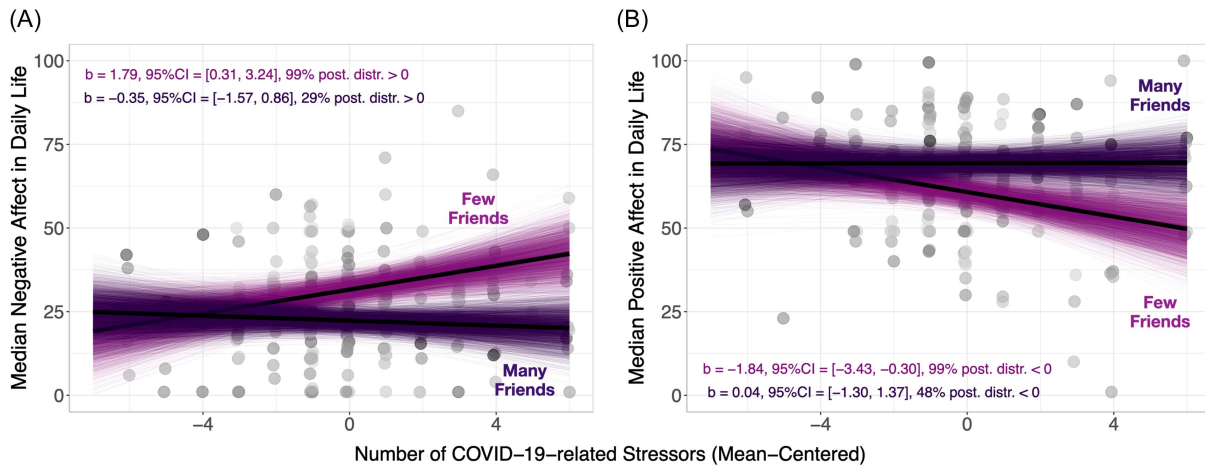 (A)
Median Negative Affect in Daily Life
100
75
50
25
0
b = 1.79, 95%CI = [0.31, 3.24], 99% post. distr. > 0
b = −0.35, 95%CI = [−1.57, 0.86], 29% post. distr. > 0
Few
Friends
Many
Friends
−4
0
4
(B)
Median Positive Affect in Daily Life
100
75
50
25
0
Many
Friends
Few
Friends
b = −1.84, 95%CI = [−3.43, −0.30], 99% post. distr. < 0
b = 0.04, 95%CI = [−1.30, 1.37], 48% post. distr. < 0
−4
0
4
Number of COVID−19−related Stressors (Mean−Centered)